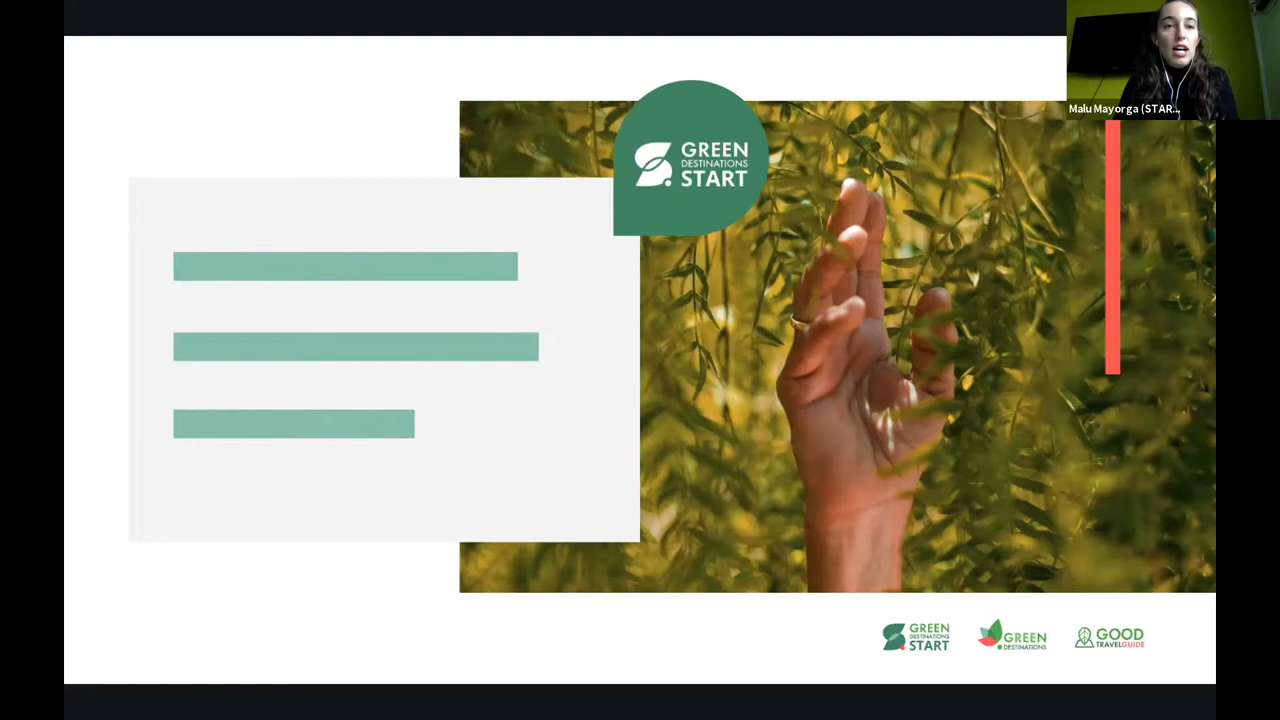 Malu Mayorga (STAR...
GREEN
DESTINATIONS
START
GREEN
DESTINATIONS
START
GREEN
DESTINATIONS
GOOD
TRAVELGUIDE